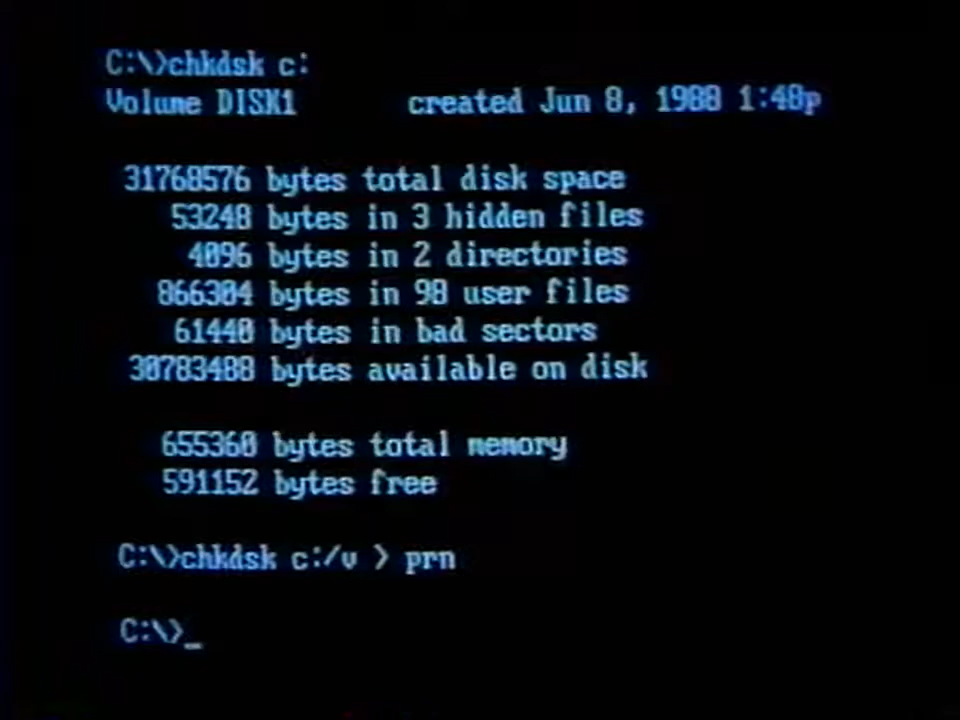 C:\>chkdsk c:
Volume DISK1 created Jun 8, 1988 1:48p
31768576 bytes total disk space
53248 bytes in 3 hidden files
4096 bytes in 2 directories
866304 bytes in 98 user files
61440 bytes in bad sectors
30783488 bytes available on disk
655360 bytes total memory
591152 bytes free
C:\>chkdsk c:/v > prn
C:\>_